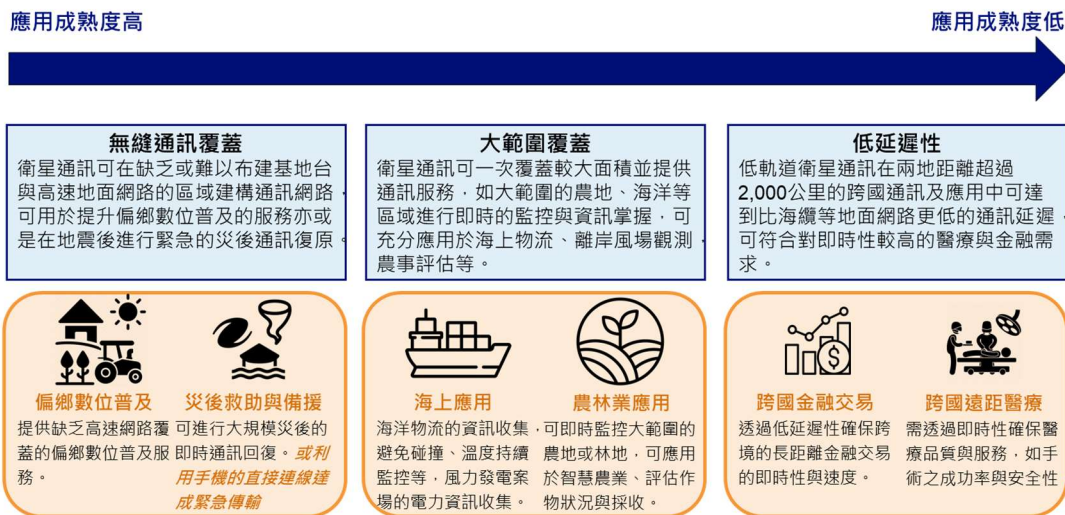 應用成熟度高
應用成熟度低
無縫通訊覆蓋
衛星通訊可在缺乏或難以布建基地台
與高速地面網路的區域建構通訊網路，
可用於提升偏鄉數位普及的服務亦或
是在地震後進行緊急的災後通訊復原。
大範圍覆蓋
衛星通訊可一次覆蓋較大面積並提供
通訊服務，如大範圍的農地、海洋等
區域進行即時的監控與資訊掌握，可
充分應用於海上物流、離岸風場觀測，
農事評估等。
低延遲性
低軌道衛星通訊在兩地距離超過
2,000公里的跨國通訊及應用中可達
到比海纜等地面網路更低的通訊延遲，
可符合對即時性較高的醫療與金融需
求。
偏鄉數位普及
提供缺乏高速網路覆
蓋的偏鄉數位普及服
務。
災後救助與備援
可進行大規模災後的
即時通訊回復。或利
用手機的直接連線達
成緊急傳輸
海上應用
海洋物流的資訊收集，
避免碰撞、溫度持續
監控等，風力發電案
場的電力資訊收集。
農林業應用
可即時監控大範圍的
農地或林地，可應用
於智慧農業、評估作
物狀況與採收。
跨國金融交易
透過低延遲性確保跨
境的長距離金融交易
的即時性與速度。
跨國遠距醫療
需透過即時性確保醫
療品質與服務，如手
術之成功率與安全性